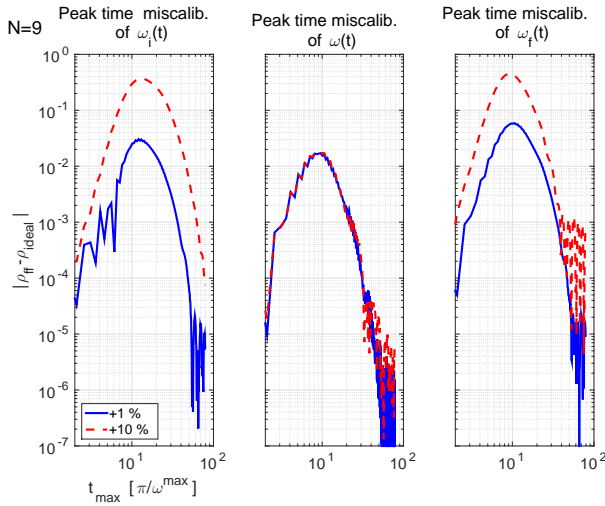 N=9
Peak time miscalib.
of ω_i(t)
Peak time miscalib.
of ω(t)
Peak time miscalib.
of ω_f(t)
|ρ_ff-ρ_ideal|
10^0
10^-1
10^-2
10^-3
10^-4
10^-5
10^-6
10^-7
+1 %
+10 %
10^1 10^2
10^1 10^2
10^1 10^2
t_max [π/ω^max]